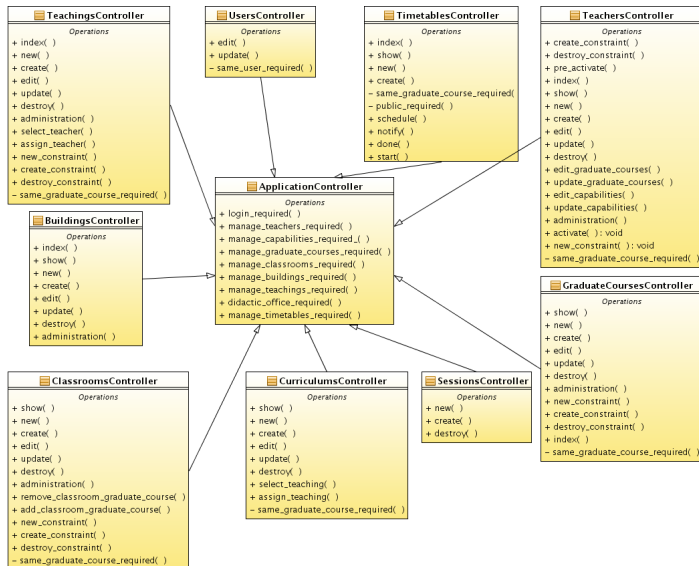 TeachingsController
Operations
+ index( )
+ new( )
+ create( )
+ edit( )
+ update( )
+ destroy( )
+ administration( )
+ select_teacher( )
+ assign_teacher( )
+ new_constraint( )
+ create_constraint( )
+ destroy_constraint( )
- same_graduate_course_required( )
UsersController
Operations
+ edit( )
+ update( )
- same_user_required( )
TimetablesController
Operations
+ index( )
+ show( )
+ new( )
+ create( )
- same_graduate_course_required(
- public_required( )
+ schedule( )
+ notify( )
+ done( )
+ start( )
TeachersController
Operations
+ create_constraint( )
+ destroy_constraint( )
+ pre_activate( )
+ index( )
+ show( )
+ new( )
+ create( )
+ edit( )
+ update( )
+ destroy( )
+ edit_graduate_courses( )
+ update_graduate_courses( )
+ edit_capabilities( )
+ update_capabilities( )
+ administration( )
+ activate( ) : void
+ new_constraint( ) : void
- same_graduate_course_required( )
ApplicationController
Operations
+ login_required( )
+ manage_teachers_required( )
+ manage_capabilities_required_( )
+ manage_graduate_courses_required( )
+ manage_classrooms_required( )
+ manage_buildings_required( )
+ manage_teachings_required( )
+ didactic_office_required( )
+ manage_timetables_required( )
BuildingsController
Operations
+ index( )
+ show( )
+ new( )
+ create( )
+ edit( )
+ update( )
+ destroy( )
+ administration( )
GraduateCoursesController
Operations
+ show( )
+ new( )
+ create( )
+ edit( )
+ update( )
+ destroy( )
+ administration( )
+ new_constraint( )
+ create_constraint( )
+ destroy_constraint( )
+ index( )
- same_graduate_course_required( )
ClassroomsController
Operations
+ show( )
+ new( )
+ create( )
+ edit( )
+ update( )
+ destroy( )
+ administration( )
+ remove_classroom_graduate_course( )
+ add_classroom_graduate_course( )
+ new_constraint( )
+ create_constraint( )
+ destroy_constraint( )
- same_graduate_course_required( )
CurriculumsController
Operations
+ show( )
+ new( )
+ create( )
+ edit( )
+ update( )
+ destroy( )
+ select_teaching( )
+ assign_teaching( )
- same_graduate_course_required( )
SessionsController
Operations
+ new( )
+ create( )
+ destroy( )